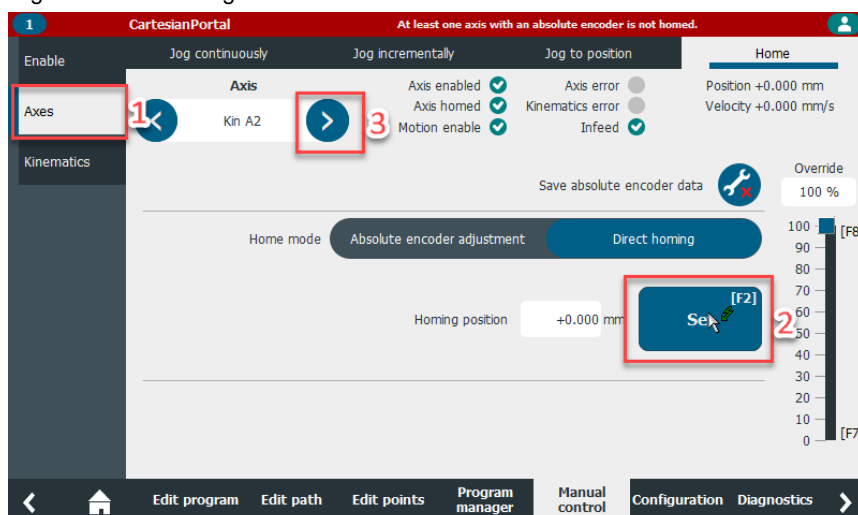 1
CartesianPortal
At least one axis with an absolute encoder is not homed.
Enable
Axes
Kinematics
Jog continuously
Jog incrementally
Jog to position
Home
Axis
Kin A2
Axis enabled
Axis homed
Motion enable
Axis error
Kinematics error
Infeed
Position +0.000 mm
Velocity +0.000 mm/s
1
3
Save absolute encoder data
Override
100 %
Home mode
Absolute encoder adjustment
Direct homing
Homing position
+0.000 mm
[F2]
2
100
90
80
70
60
50
40
30
20
10
0
[F8
[F7
Edit program
Edit path
Edit points
Program
manager
Manual
control
Configuration
Diagnostics